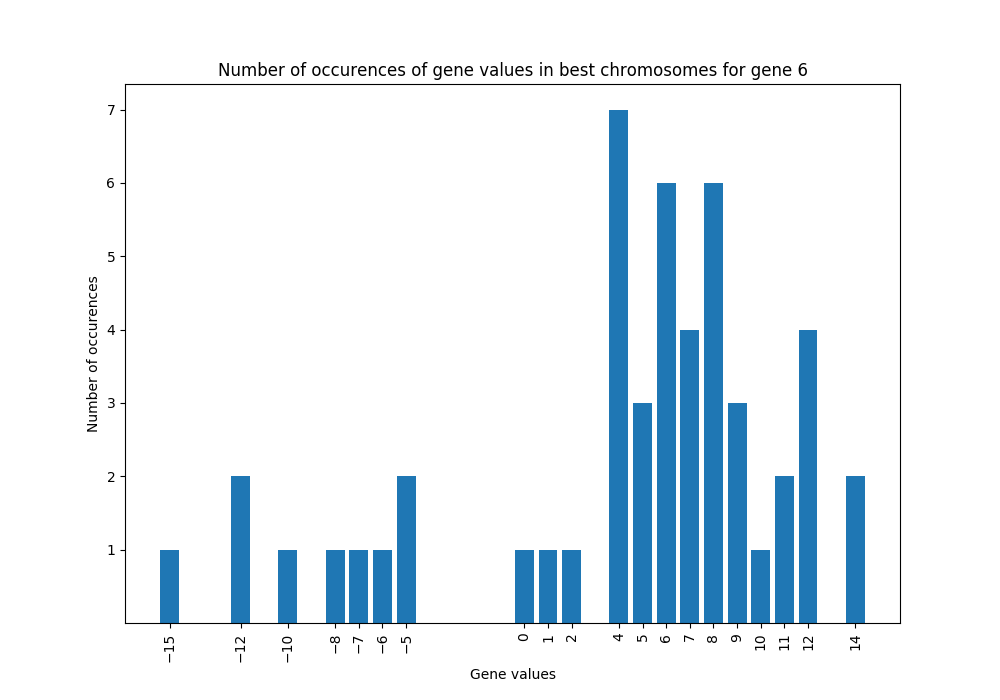 Number of occurences of gene values in best chromosomes for gene 6
Number of occurences
7
6
5
4
3
2
1
−15 −12 −10 −8 −7 −6 −5 0 1 2 4 5 6 7 8 9 10 11 12 14
Gene values